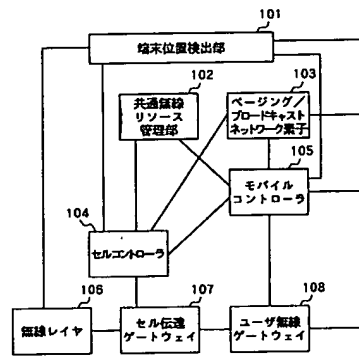 101
端末位置検出部
102
共通無線
リソース
管理部
103
ページング／
ブロードキャスト
ネットワーク素子
104
セルコントローラ
105
モバイル
コントローラ
106
無線レイヤ
107
セル伝達
ゲートウェイ
108
ユーザ無線
ゲートウェイ